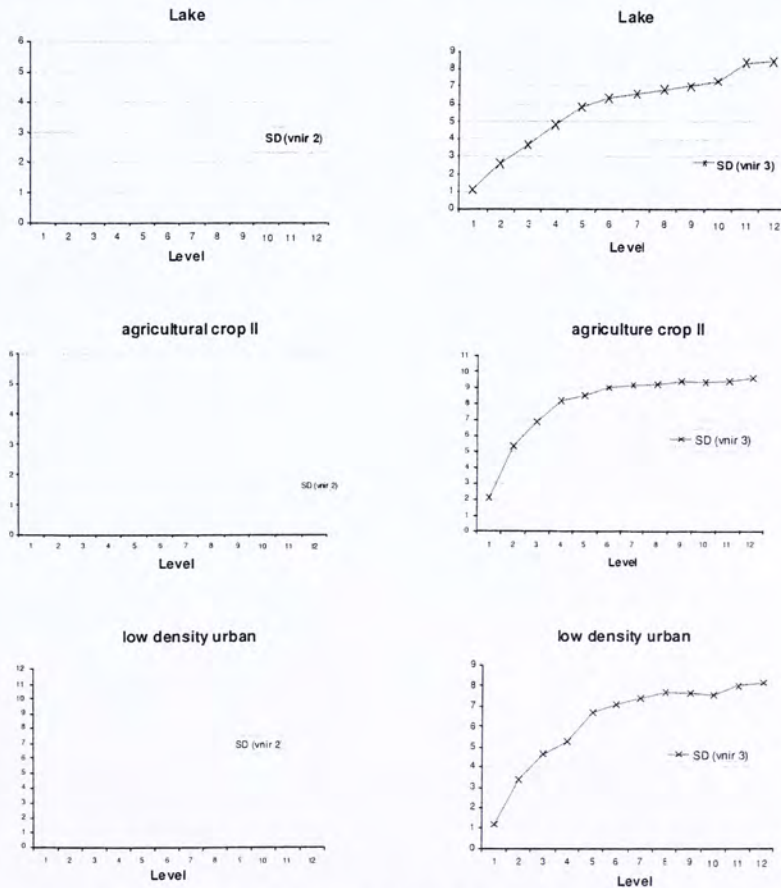 Lake
6
5
4
3
2
1
0
SD (vnir 2)
1 2 3 4 5 6 7 8 9 10 11 12
Level
Lake
9
8
7
6
5
4
3
2
1
0
SD (vnir 3)
1 2 3 4 5 6 7 8 9 10 11 12
Level
agricultural crop II
6
5
4
3
2
1
0
SD (vnir 2)
1 2 3 4 5 6 7 8 9 10 11 12
Level
agriculture crop II
11
10
9
8
7
6
5
4
3
2
1
0
SD (vnir 3)
1 2 3 4 5 6 7 8 9 10 11 12
Level
low density urban
12
11
10
9
8
7
6
5
4
3
2
1
0
SD (vnir 2
1 2 3 4 5 6 7 8 9 10 11 12
Level
low density urban
9
8
7
6
5
4
3
2
1
0
SD (vnir 3)
1 2 3 4 5 6 7 8 9 10 11 12
Level